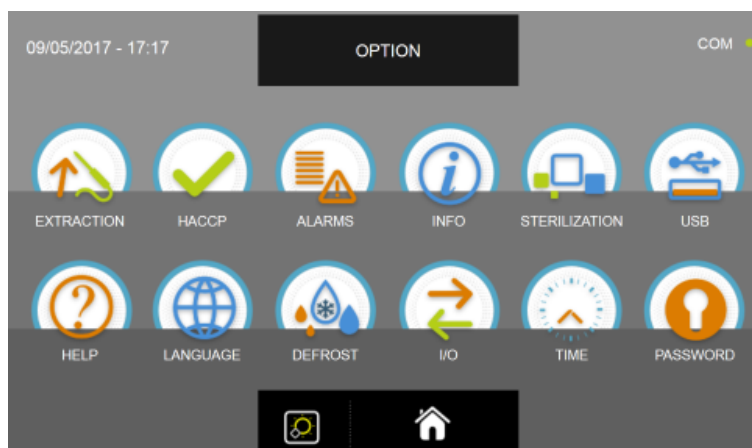 09/05/2017 - 17:17 OPTION COM
EXTRACTION HACCP ALARMS INFO STERILIZATION USB
HELP LANGUAGE DEFROST I/O TIME PASSWORD